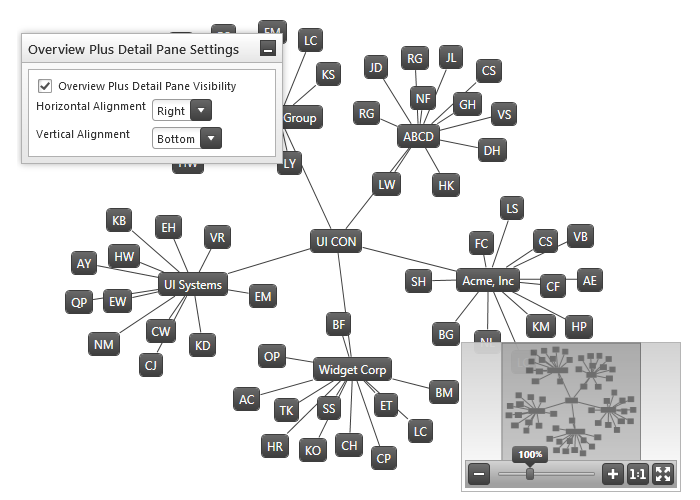 LC
Overview Plus Detail Pane Settings
KS
Overview Plus Detail Pane Visibility
Horizontal Alignment Right
Vertical Alignment Bottom
Group
LY
RG
JL
JD
CS
NF
GH
RG
VS
ABCD
DH
LW
HK
LS
UI CON
FC
CS
VB
SH
Acme, Inc
CF
AE
BG
KM
HP
KB
EH
VR
AY
HW
UI Systems
QP
EW
EM
NM
CW
KD
CJ
BF
OP
Widget Corp
AC
TK
SS
ET
BM
HR
KO
CH
LC
CP
100%
1:1